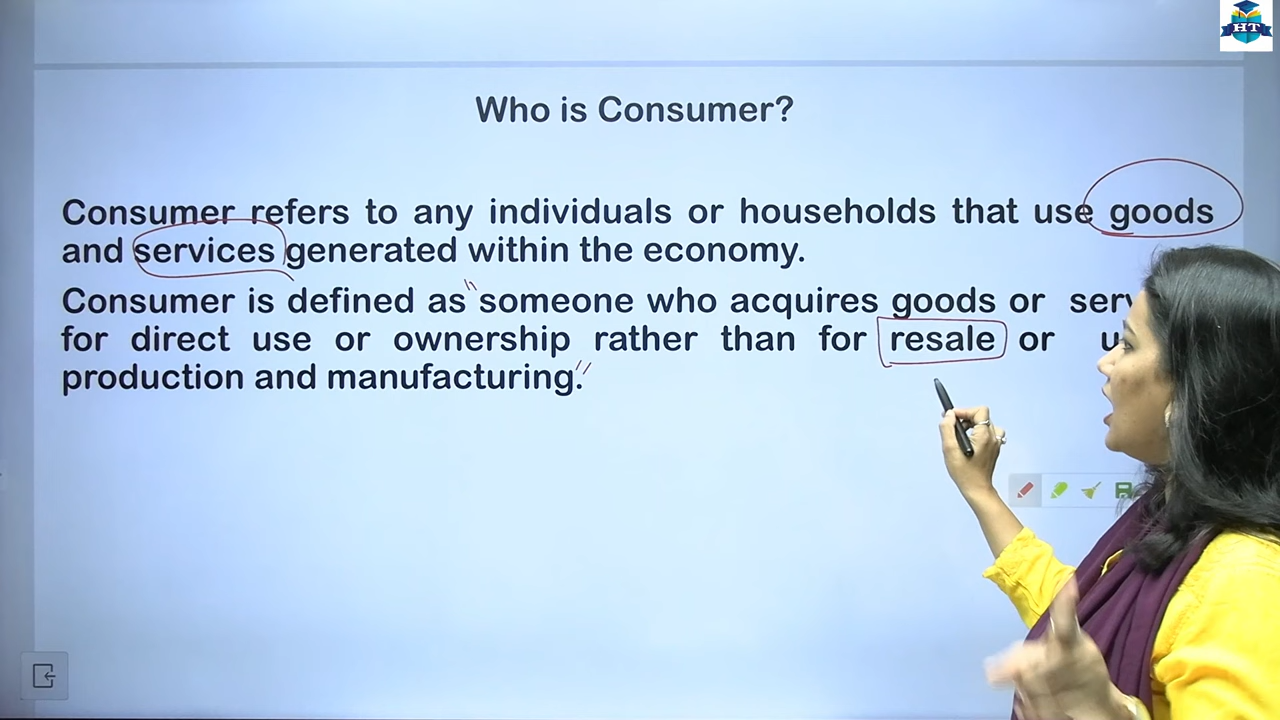 HT
Who is Consumer?
Consumer refers to any individuals or households that use goods
and services generated within the economy.
Consumer is defined as "someone who acquires goods or
for direct use or ownership rather than for resale or
production and manufacturing."